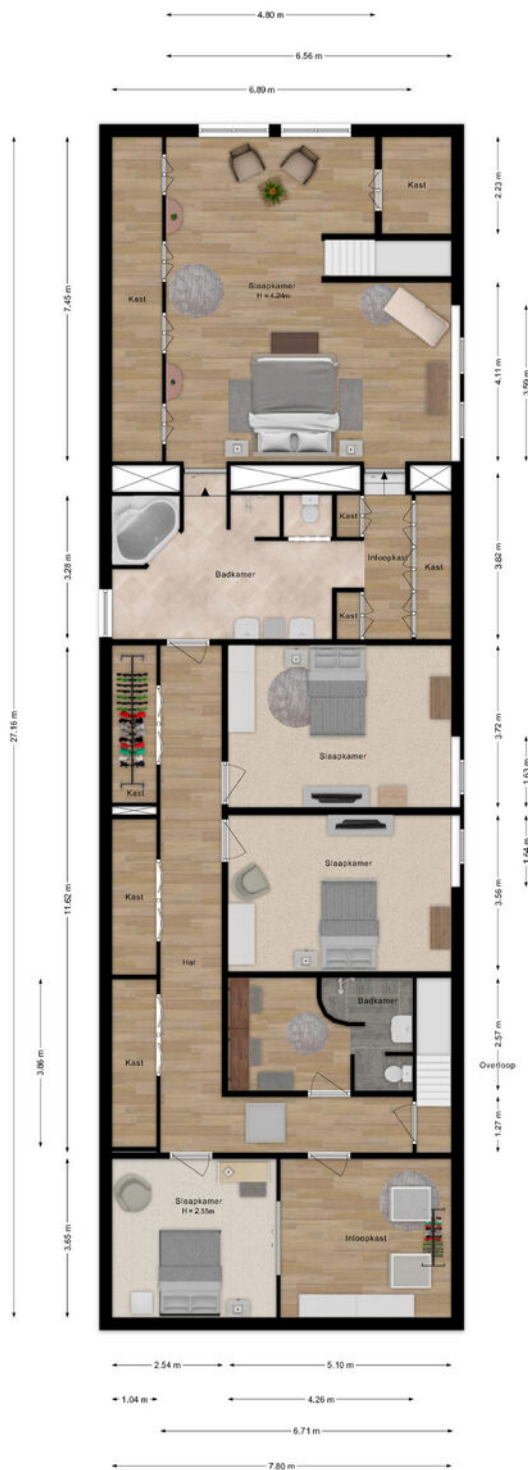 4.80 m
6.56 m
6.89 m
Kast
2.23 m
7.45 m
Kast
Slaapkamer
H = 4.24m
4.11 m
3.59 m
27.16 m
3.28 m
Kast
Inloopkast
Kast
3.82 m
Badkamer
Kast
Kast
Slaapkamer
3.72 m
1.63 m
11.62 m
Kast
Slaapkamer
3.56 m
1.64 m
Hal
3.86 m
Kast
Badkamer
2.57 m
Overloop
1.27 m
3.65 m
Slaapkamer
H = 2.55m
Inloopkast
2.54 m
5.10 m
1.04 m
4.26 m
6.71 m
7.80 m